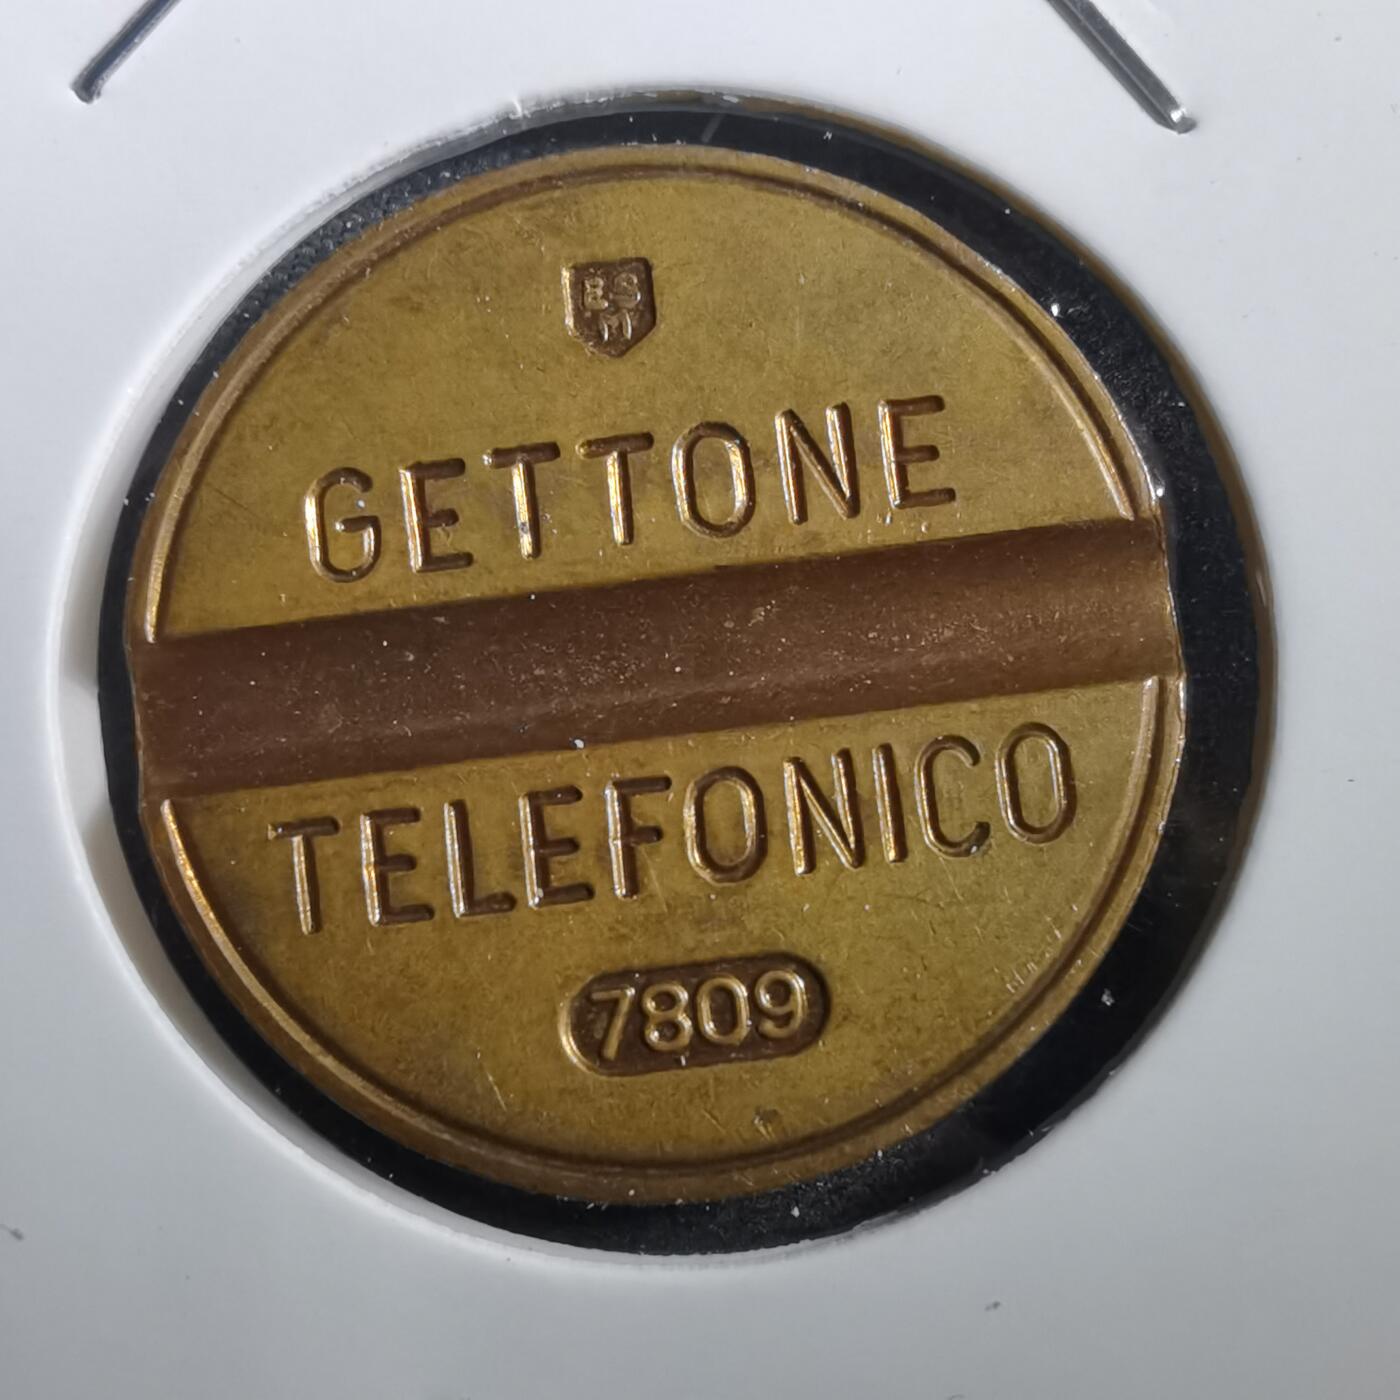 ESM
GETTONE
TELEFONICO
7809